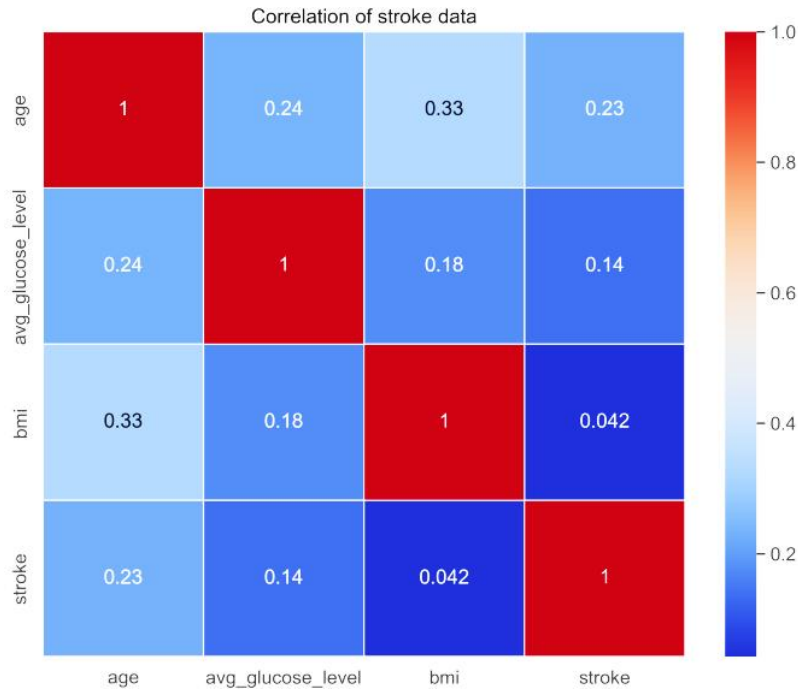 Correlation of stroke data
age 1 0.24 0.33 0.23
avg_glucose_level 0.24 1 0.18 0.14
bmi 0.33 0.18 1 0.042
stroke 0.23 0.14 0.042 1
age avg_glucose_level bmi stroke
1.0
0.8
0.6
0.4
0.2